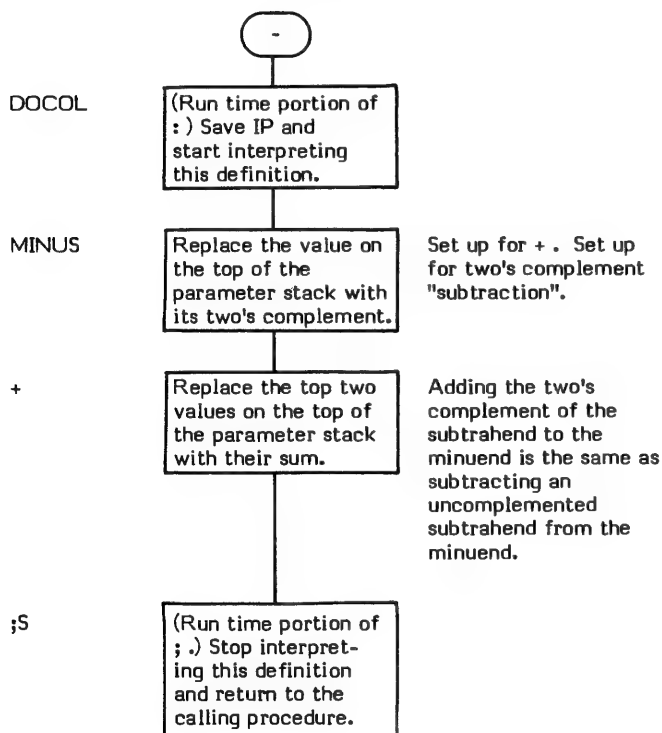 -
DOCOL
(Run time portion of
: ) Save IP and
start interpreting
this definition.
MINUS
Replace the value on
the top of the
parameter stack with
its two's complement.
Set up for + . Set up
for two's complement
"subtraction".
+
Replace the top two
values on the top of
the parameter stack
with their sum.
Adding the two's
complement of the
subtrahend to the
minuend is the same as
subtracting an
uncomplemented
subtrahend from the
minuend.
;S
(Run time portion of
; .) Stop interpret-
ing this definition
and return to the
calling procedure.